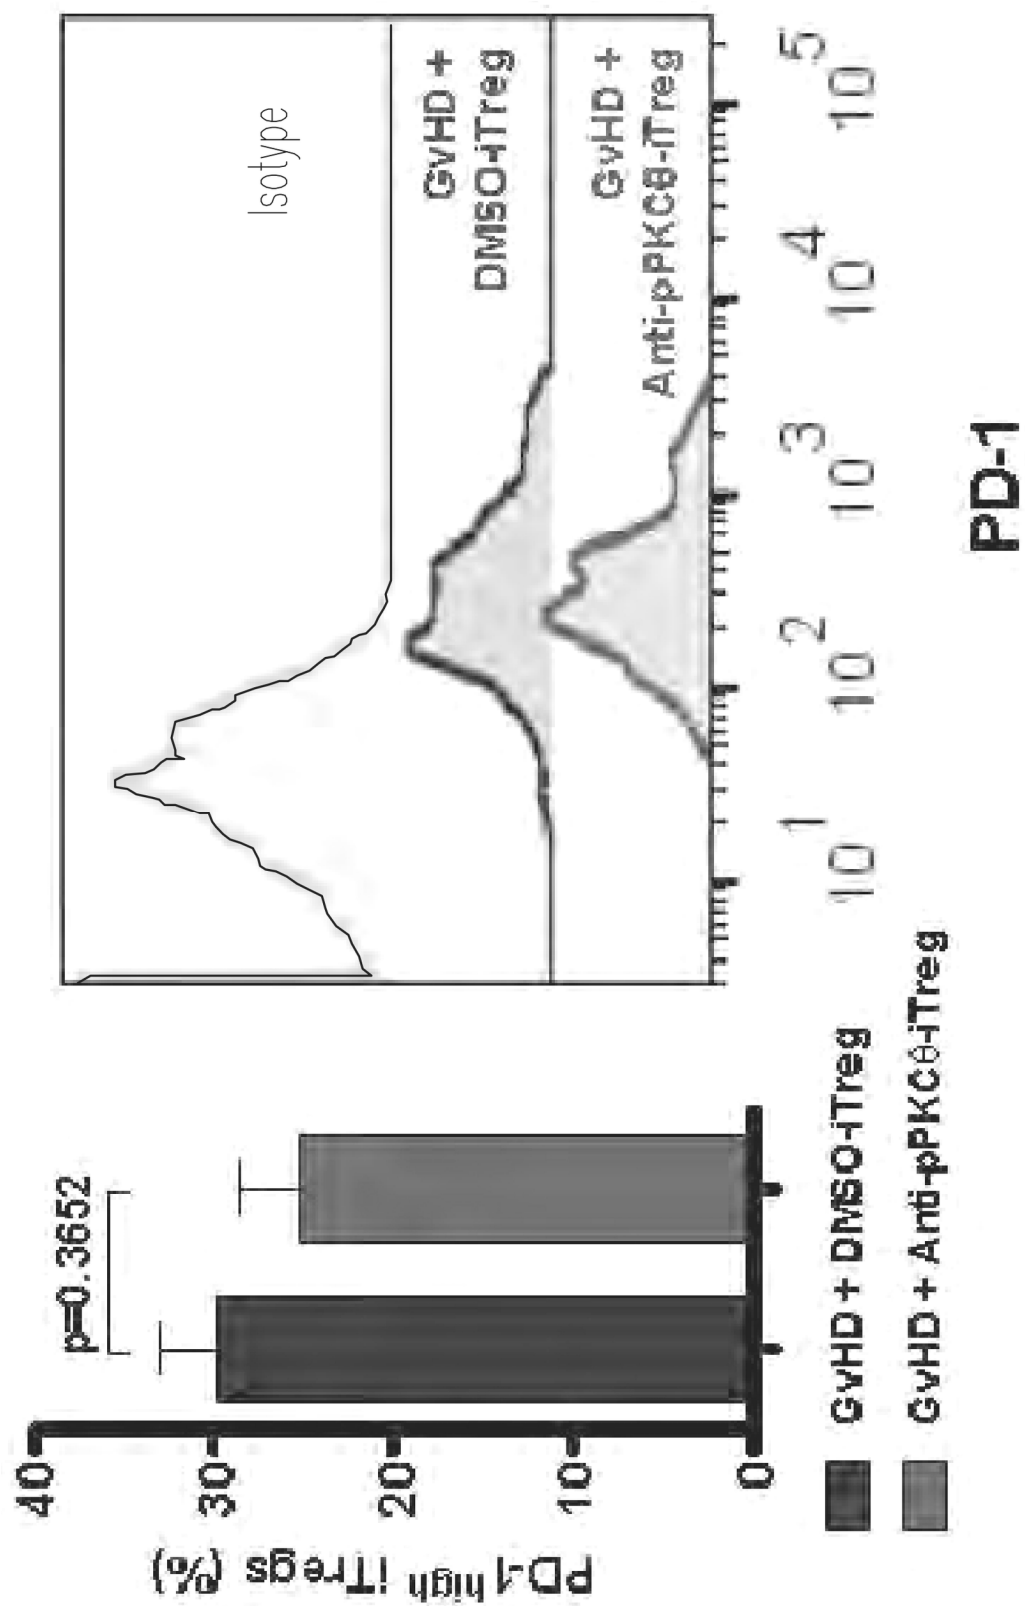 PD-1 high iTregs (%)
40
30
20
10
0
p=0.3652
GvHD + DMSO-iTreg
GvHD + Anti-pPKCθ-iTreg
Isotype
GvHD +
DMSO-iTreg
GvHD +
Anti-pPKCθ-iTreg
10^1 10^2 10^3 10^4 10^5
PD-1